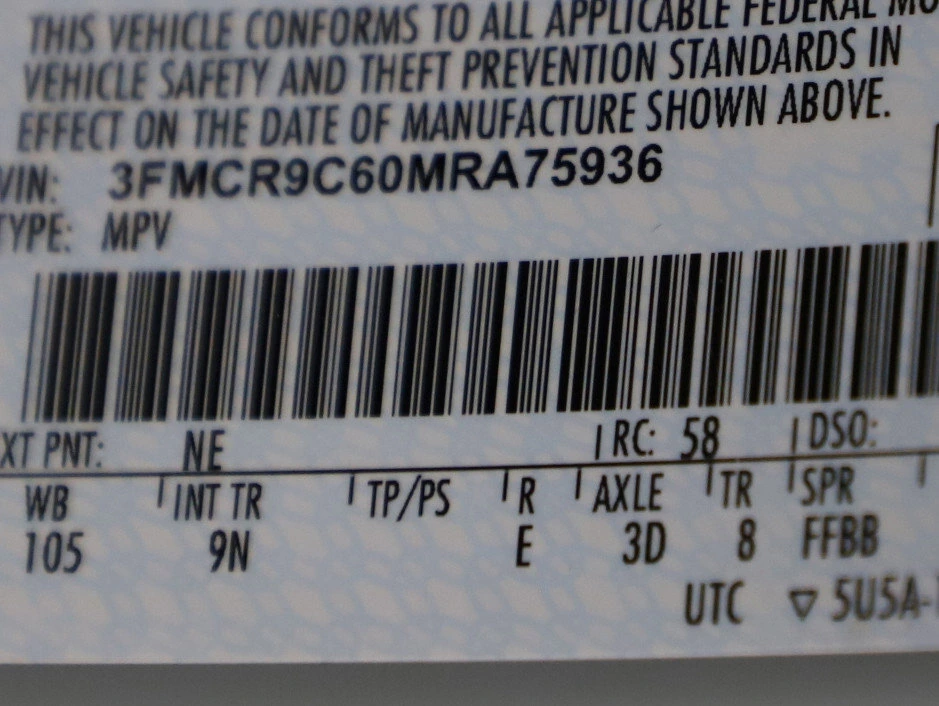 THIS VEHICLE CONFORMS TO ALL APPLICABLE FEDERAL MO
VEHICLE SAFETY AND THEFT PREVENTION STANDARDS IN
EFFECT ON THE DATE OF MANUFACTURE SHOWN ABOVE.
VIN: 3FMCR9C60MRA75936
TYPE: MPV
XT PNT: NE RC: 58 DSO:
WB INT TR TP/PS R AXLE TR SPR
105 9N E 3D 8 FFBB
UTC ▽ 5U5A-